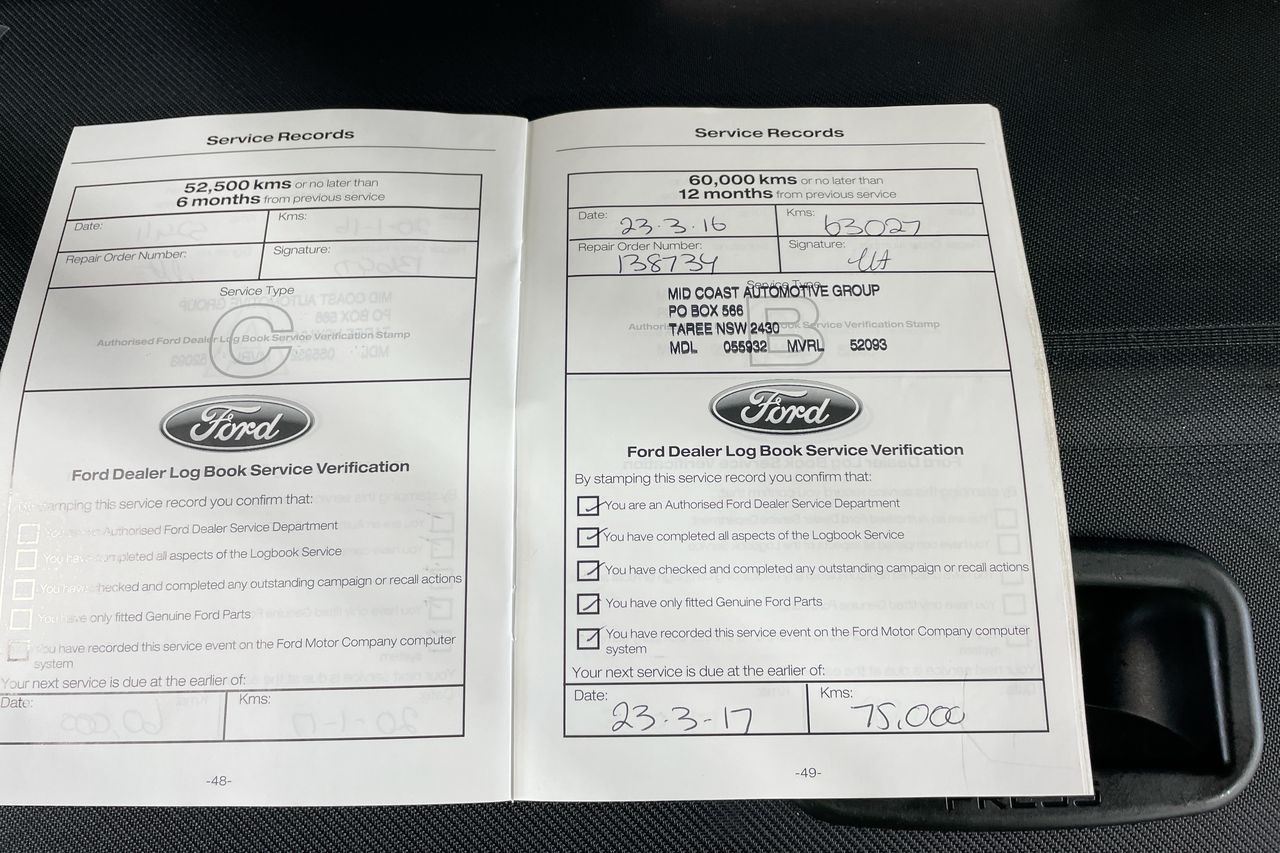 Service Records
52,500 kms or no later than
6 months from previous service
Date:
Kms:
Repair Order Number:
Signature:
Service Type
C
Authorised Ford Dealer Log Book Service Verification Stamp
Ford
Ford Dealer Log Book Service Verification
stamping this service record you confirm that:
Authorised Ford Dealer Service Department
You have completed all aspects of the Logbook Service
You have checked and completed any outstanding campaign or recall actions
You have only fitted Genuine Ford Parts
You have recorded this service event on the Ford Motor Company computer
system
Your next service is due at the earlier of:
Date:
Kms:
-48-
Service Records
60,000 kms or no later than
12 months from previous service
Date: 23.3.16
Kms: 63027
Repair Order Number: 138734
Signature:
Service Type
B
MID COAST AUTOMOTIVE GROUP
PO BOX 566
Authorised Ford Dealer Log Book Service Verification Stamp
TAREE NSW 2430
MDL 055932 MVRL 52093
Ford
Ford Dealer Log Book Service Verification
By stamping this service record you confirm that:
You are an Authorised Ford Dealer Service Department
You have completed all aspects of the Logbook Service
You have checked and completed any outstanding campaign or recall actions
You have only fitted Genuine Ford Parts
You have recorded this service event on the Ford Motor Company computer
system
Your next service is due at the earlier of:
Date: 23-3-17
Kms: 75,000
-49-
PRESS